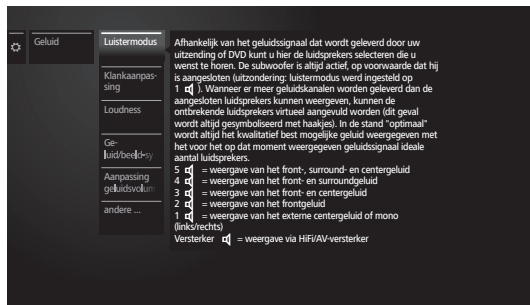 Geluid
Luistermodus
Klankaanpas-
sing
Loudness
Ge-
luid/beeld-sy
Aanpassing
geluidsvolum
andere ...
Afhankelijk van het geluidssignaal dat wordt geleverd door uw
uitzending of DVD kunt u hier de luidsprekers selecteren die u
wenst te horen. De subwoofer is altijd actief, op voorwaarde dat hij
is aangesloten (uitzondering: luistermodus werd ingesteld op
1 ). Wanneer er meer geluidskanalen worden geleverd dan de
aangesloten luidsprekers kunnen weergeven, kunnen de
ontbrekende luidsprekers virtueel aangevuld worden (dit geval
wordt altijd gesymboliseerd met haakjes). In de stand "optimaal"
wordt altijd het kwalitatief best mogelijke geluid weergegeven met
het voor het op dat moment weergegeven geluidssignaal ideale
aantal luidsprekers.
5 = weergave van het front-, surround- en centergeluid
4 = weergave van het front- en surroundgeluid
3 = weergave van het front- en centergeluid
2 = weergave van het frontgeluid
1 = weergave van het externe centergeluid of mono
(links/rechts)
Versterker = weergave via HiFi/AV-versterker